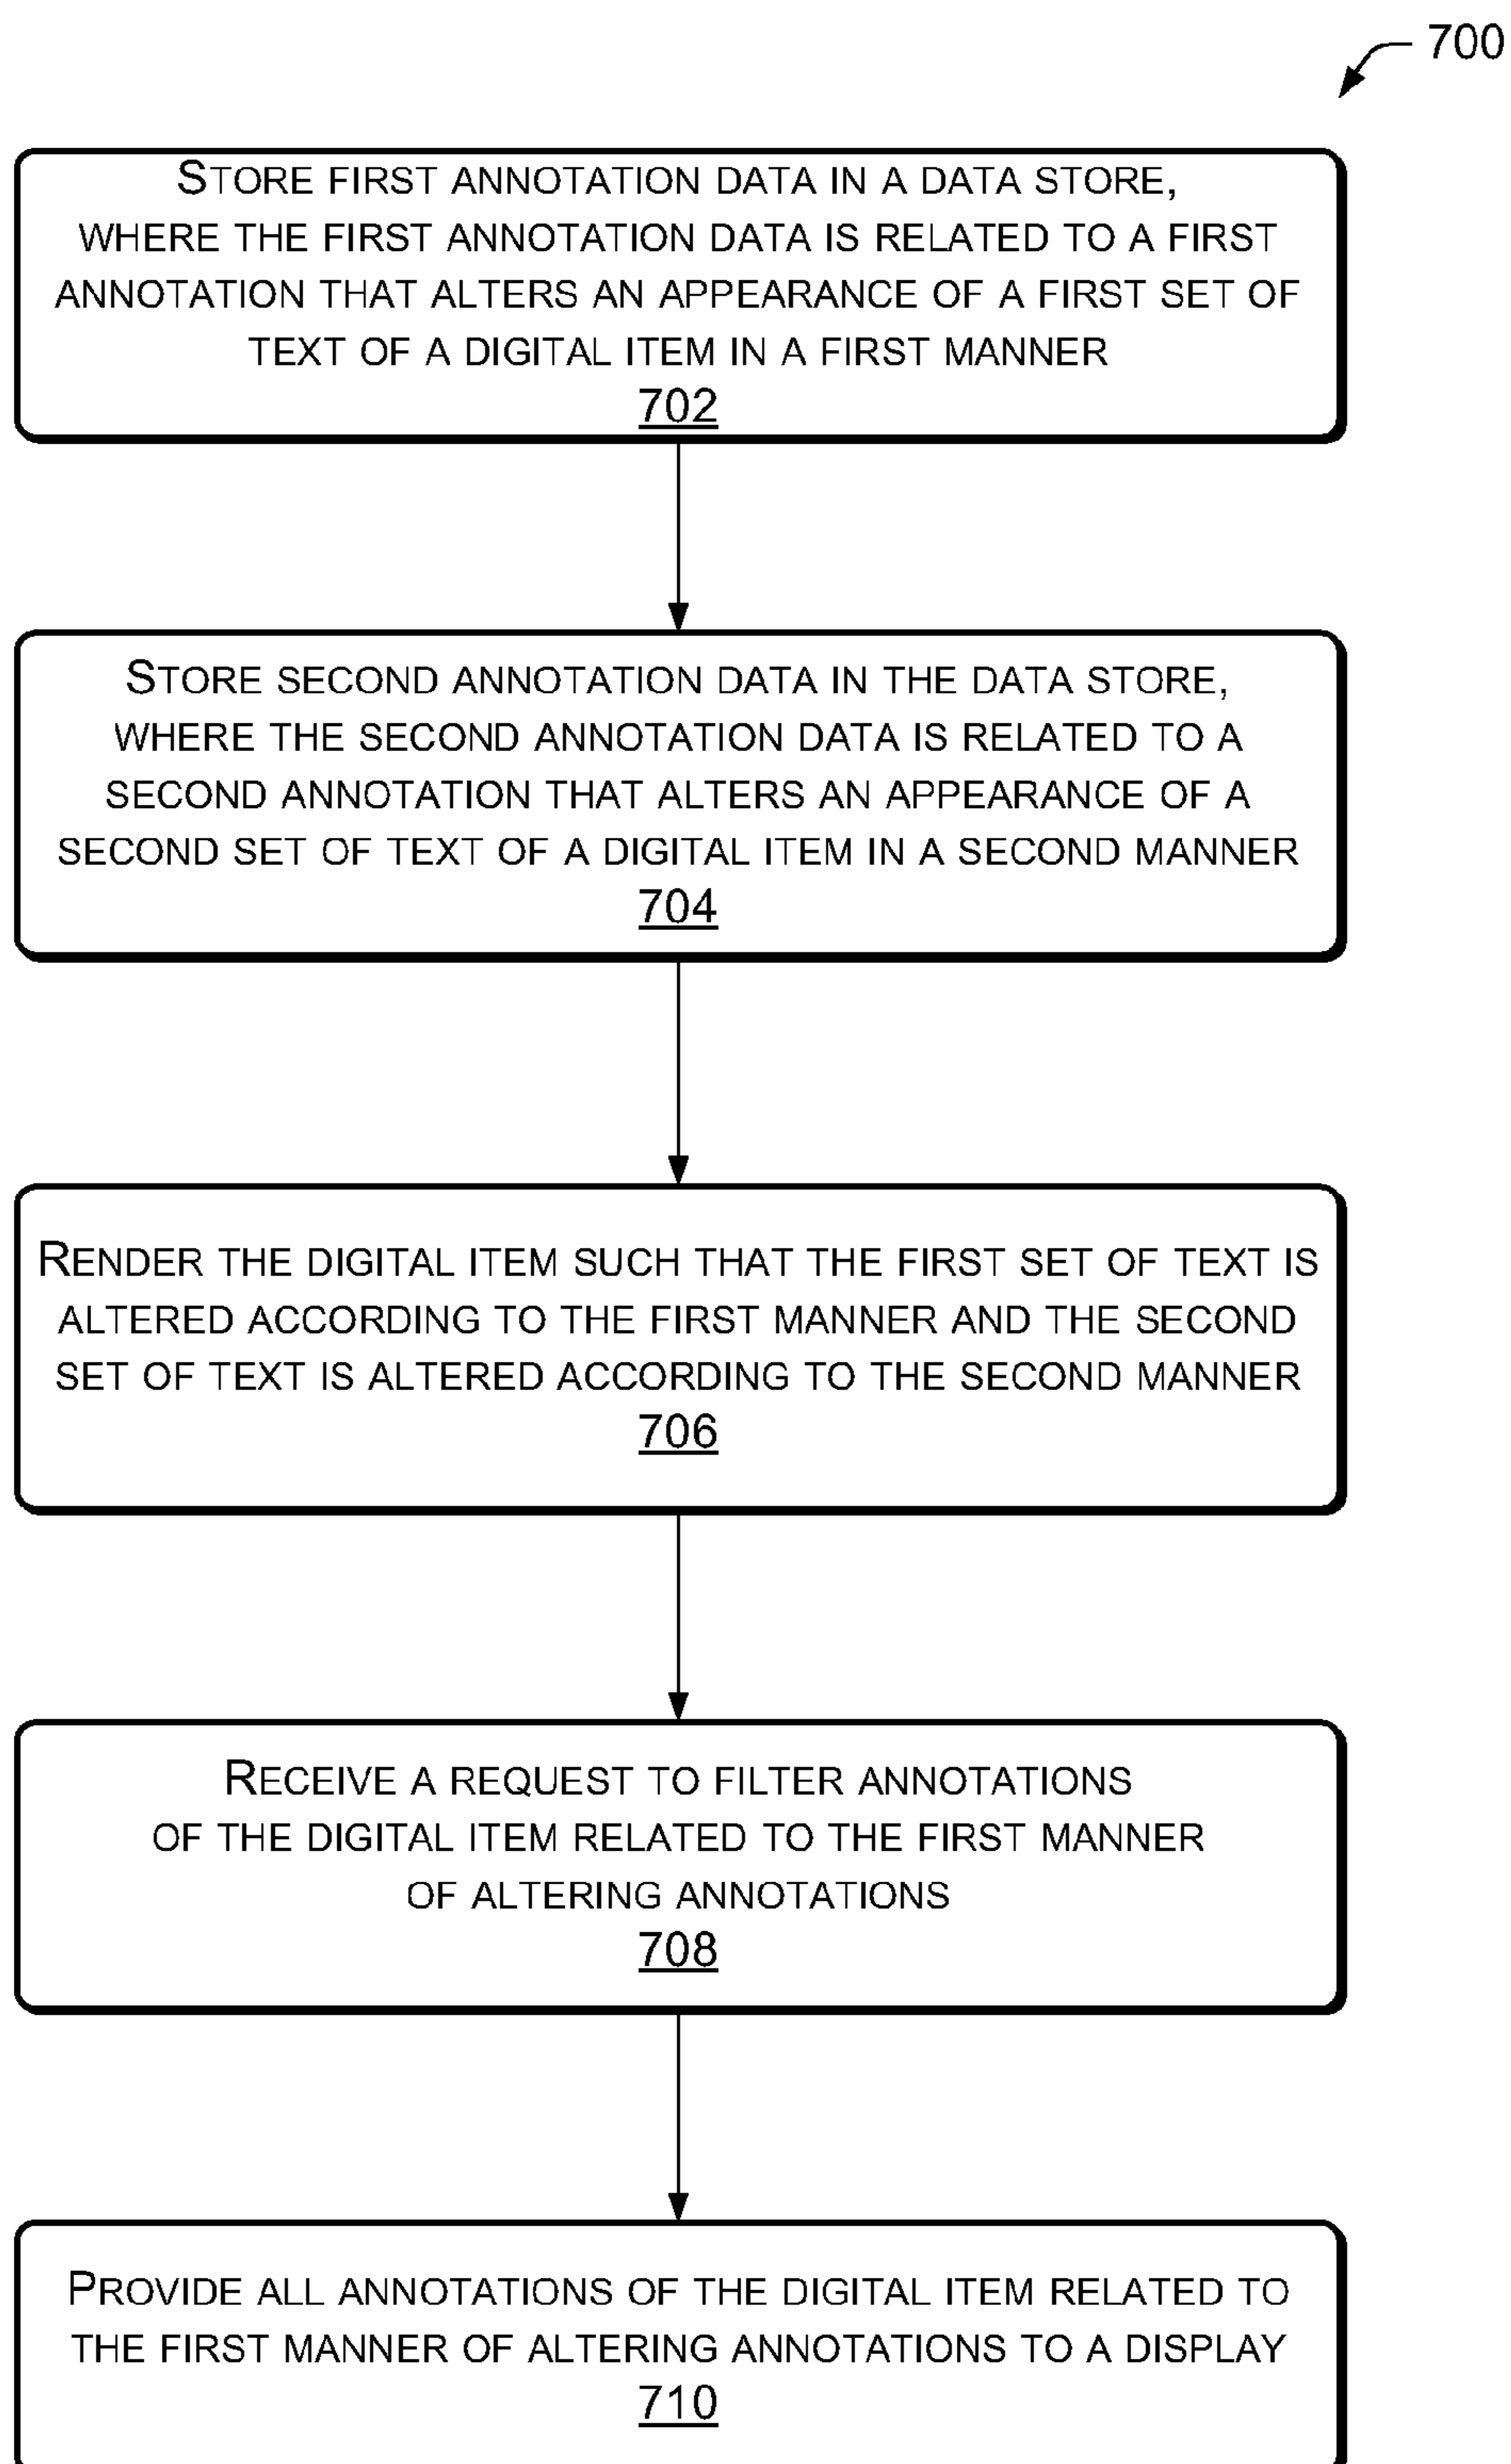 700
STORE FIRST ANNOTATION DATA IN A DATA STORE,
WHERE THE FIRST ANNOTATION DATA IS RELATED TO A FIRST
ANNOTATION THAT ALTERS AN APPEARANCE OF A FIRST SET OF
TEXT OF A DIGITAL ITEM IN A FIRST MANNER
702
STORE SECOND ANNOTATION DATA IN THE DATA STORE,
WHERE THE SECOND ANNOTATION DATA IS RELATED TO A
SECOND ANNOTATION THAT ALTERS AN APPEARANCE OF A
SECOND SET OF TEXT OF A DIGITAL ITEM IN A SECOND MANNER
704
RENDER THE DIGITAL ITEM SUCH THAT THE FIRST SET OF TEXT IS
ALTERED ACCORDING TO THE FIRST MANNER AND THE SECOND
SET OF TEXT IS ALTERED ACCORDING TO THE SECOND MANNER
706
RECEIVE A REQUEST TO FILTER ANNOTATIONS
OF THE DIGITAL ITEM RELATED TO THE FIRST MANNER
OF ALTERING ANNOTATIONS
708
PROVIDE ALL ANNOTATIONS OF THE DIGITAL ITEM RELATED TO
THE FIRST MANNER OF ALTERING ANNOTATIONS TO A DISPLAY
710